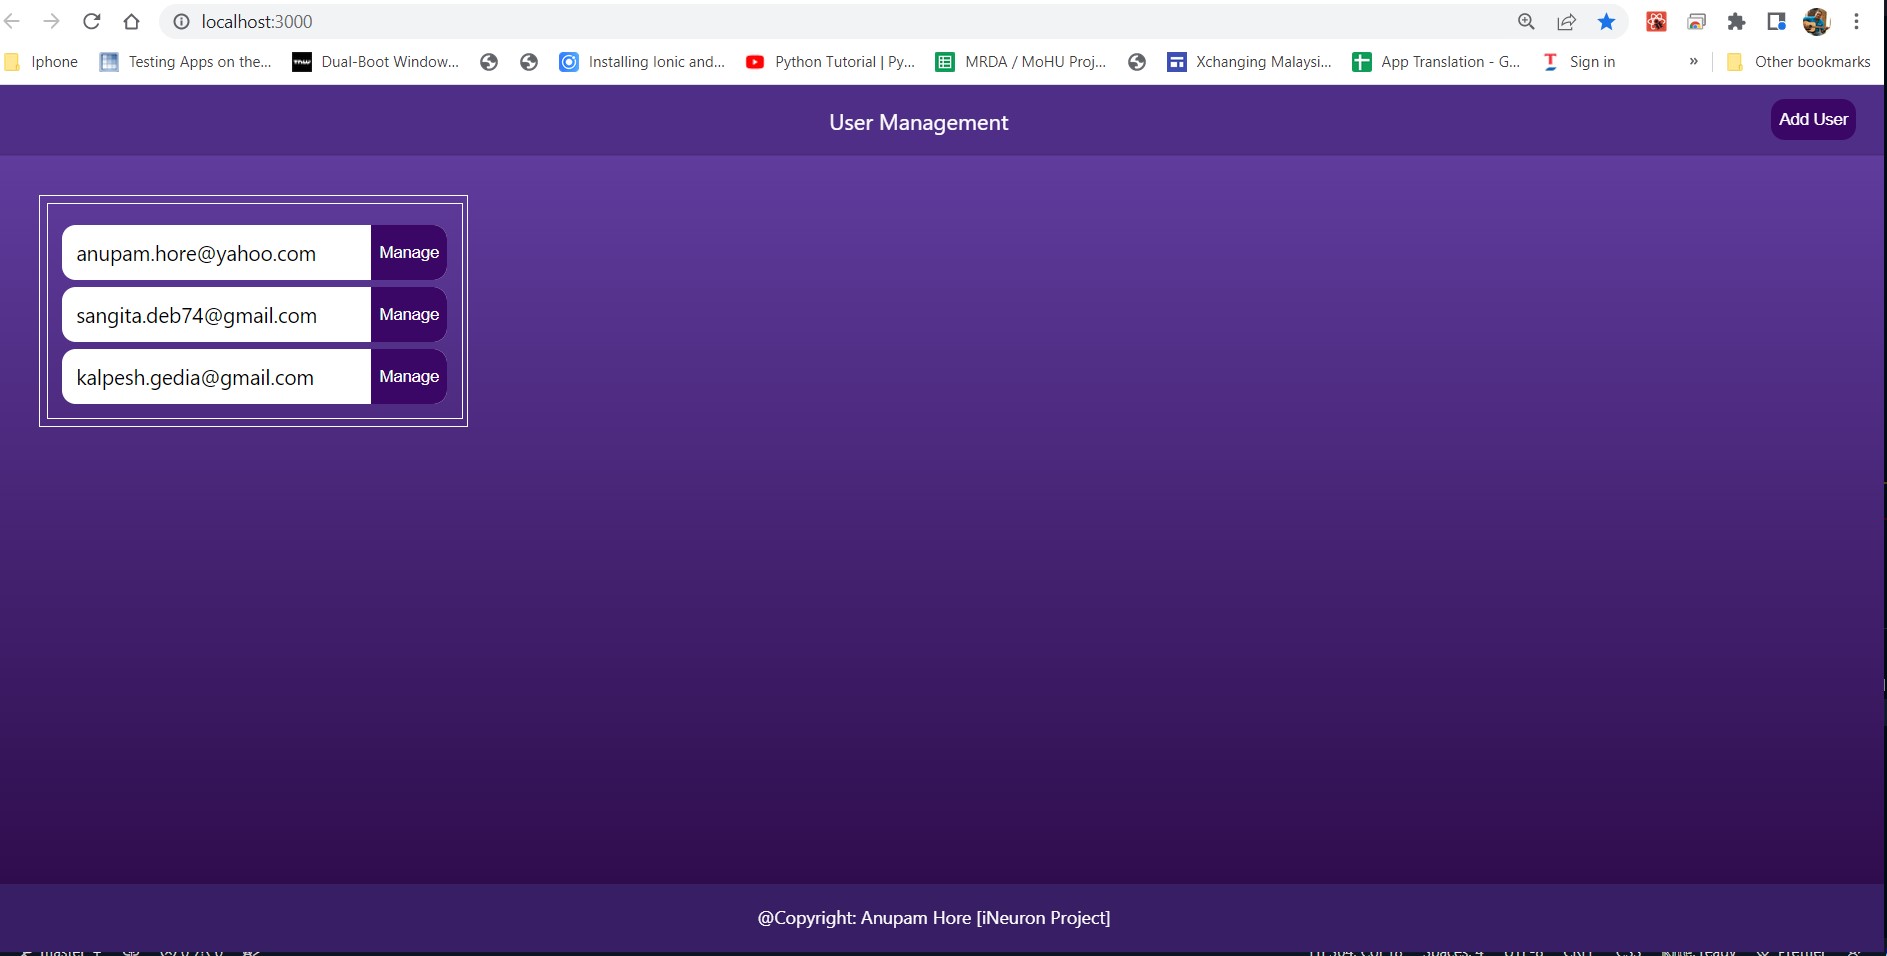 localhost:3000
Iphone Testing Apps on the... Dual-Boot Window... Installing Ionic and... Python Tutorial | Py... MRDA / MoHU Proj... Xchanging Malaysi... App Translation - G... Sign in » Other bookmarks
User Management
Add User
anupam.hore@yahoo.com Manage
sangita.deb74@gmail.com Manage
kalpesh.gedia@gmail.com Manage
@Copyright: Anupam Hore [iNeuron Project]